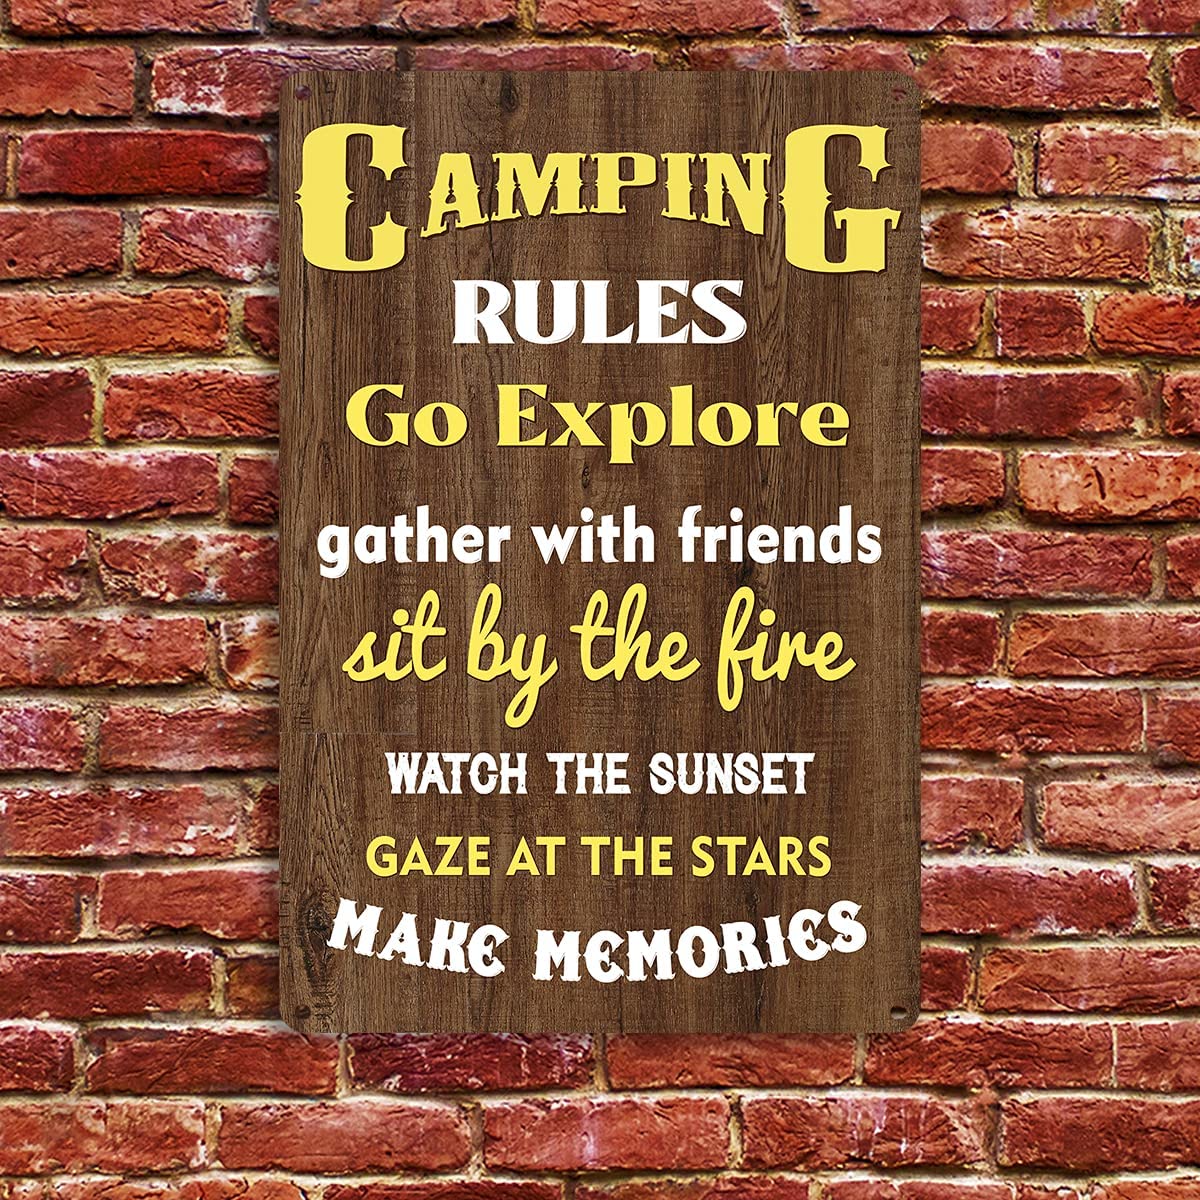 CAMPING
RULES
Go Explore
gather with friends
sit by the fire
WATCH THE SUNSET
GAZE AT THE STARS
MAKE MEMORIES